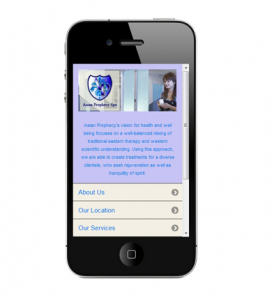 Asian Prophecy Spa
Asian Prophecy's vision for health and well
being focuses on a well-balanced mixing of
traditional eastern therapy and western
scientific understanding. Using this approach,
we are able to create treatments for a diverse
clientele, who seek rejuvenation as well as
tranquility of spirit
About Us
Our Location
Our Services